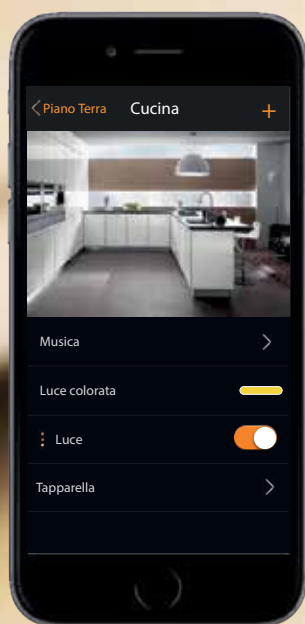 Piano Terra Cucina +
Musica
Luce colorata
Luce
Tapparella